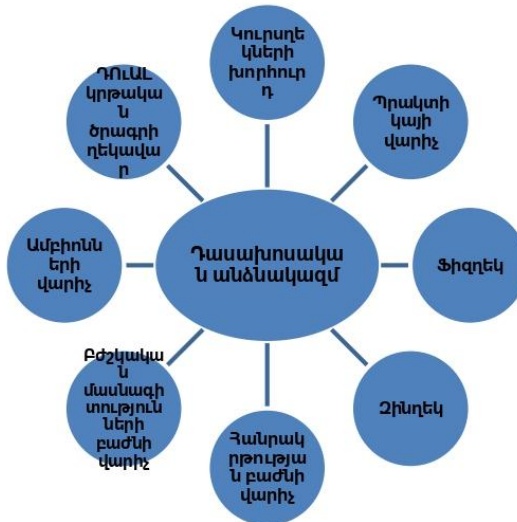 Կուրսղե
կների
խորհուր
դ
ԴՈւԱԼ
կրթակա
ն
ծրագրի
ղեկավա
ր
Պրակտի
կայի
վարիչ
Ամբիոնն
երի
վարիչ
Դասախոսակա
ն անձնակազմ
Ֆիզղեկ
Բժշկակա
ն
մասնագի
տություն
ների
բաժնի
վարիչ
Զինղեկ
Հանրակ
րթությա
ն բաժնի
վարիչ